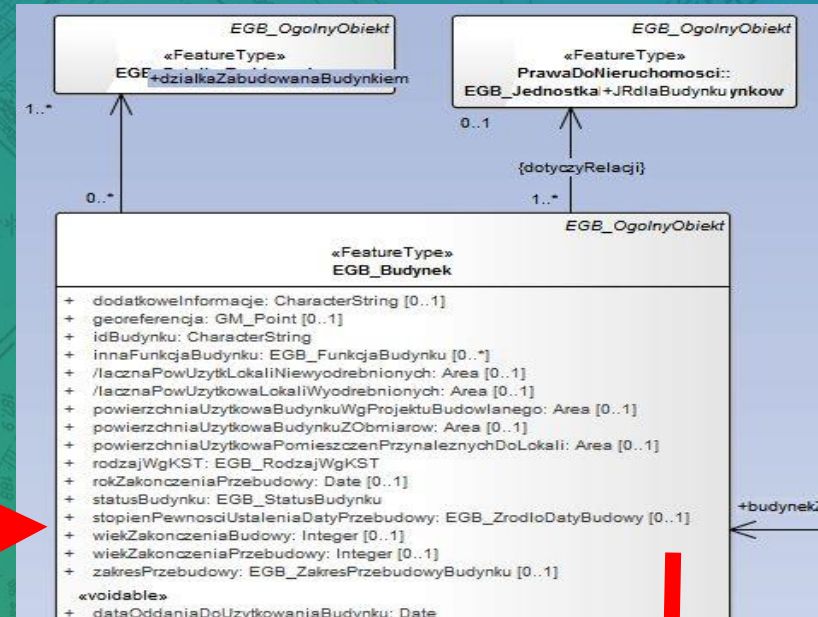 EGB_OgolnyObiekt
«FeatureType»
+dzialkaZabudowanaBudynkiem
1..*
0..*
EGB_OgolnyObiekt
«FeatureType»
PrawaDoNieruchomosci::
EGB_Jednostka +JRdlaBudynku ynkow
0..1
{dotyczyRelacji}
1..*
EGB_OgolnyObiekt
«FeatureType»
EGB_Budynek
+ dodatkoweInformacje: CharacterString [0..1]
+ georeferencja: GM_Point [0..1]
+ idBudynku: CharacterString
+ innaFunkcjaBudynku: EGB_FunkcjaBudynku [0..*]
+ /lacznaPowUzytkLokaliNiewyodrebnionych: Area [0..1]
+ /lacznaPowUzytkowaLokaliWyodrebnionych: Area [0..1]
+ powierzchniaUzytkowaBudynkuWgProjektuBudowlanego: Area [0..1]
+ powierzchniaUzytkowaBudynkuZObmiarow: Area [0..1]
+ powierzchniaUzytkowaPomieszczenPrzynaleznychDoLokali: Area [0..1]
+ rodzajWgKST: EGB_RodzajWgKST
+ rokZakonczeniaPrzebudowy: Date [0..1]
+ statusBudynku: EGB_StatusBudynku
+ stopienPewnosciUstaleniaDatyPrzebudowy: EGB_ZrodloDatyBudowy [0..1]
+ wiekZakonczeniaBudowy: Integer [0..1]
+ wiekZakonczeniaPrzebudowy: Integer [0..1]
+ zakresPrzebudowy: EGB_ZakresPrzebudowyBudynku [0..1]
«voidable»
+ dataOddaniaDoUzytkowaniaBudynku: Date
+budynekZ